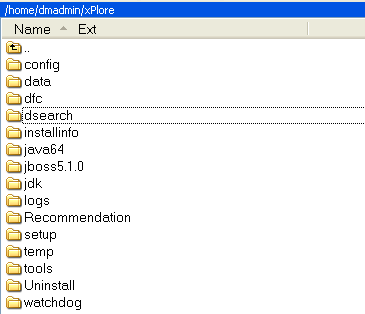 /home/dmadmin/xPlore
Name Ext
..
config
data
dfc
dsearch
installinfo
java64
jboss5.1.0
jdk
logs
Recommendation
setup
temp
tools
Uninstall
watchdog